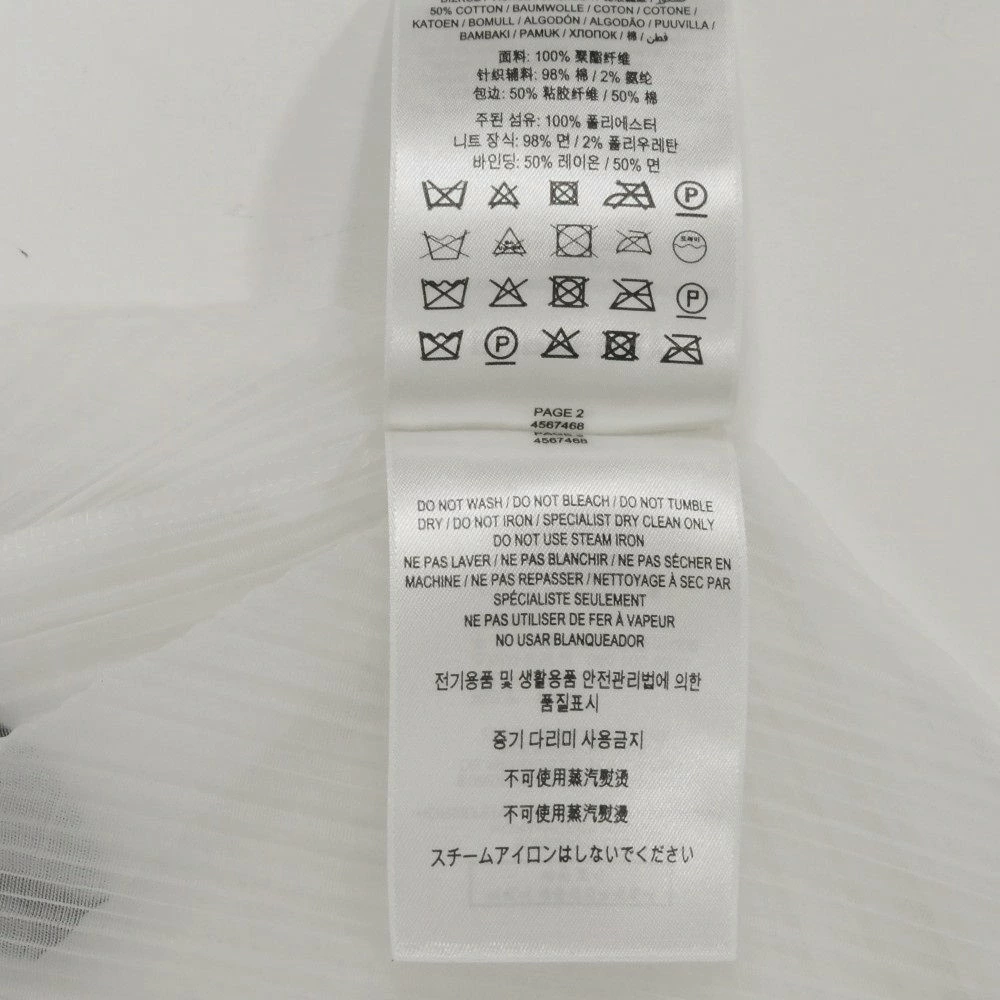 50% COTTON / BAUMWOLLE / COTON / COTONE /
KATOEN / BOMULL / ALGODÓN / ALGODÃO / PUUVILLA /
BAMBAKI / PAMUK / ХЛОПОК / 棉 / قطن
面料: 100% 聚酯纤维
针织辅料: 98% 棉 / 2% 氨纶
包边: 50% 粘胶纤维 / 50% 棉
주된 섬유: 100% 폴리에스터
니트 장식: 98% 면 / 2% 폴리우레탄
바인딩: 50% 레이온 / 50% 면
P
드라이
P
P
PAGE 2
4567468
4567468
DO NOT WASH / DO NOT BLEACH / DO NOT TUMBLE
DRY / DO NOT IRON / SPECIALIST DRY CLEAN ONLY
DO NOT USE STEAM IRON
NE PAS LAVER / NE PAS BLANCHIR / NE PAS SÉCHER EN
MACHINE / NE PAS REPASSER / NETTOYAGE À SEC PAR
SPÉCIALISTE SEULEMENT
NE PAS UTILISER DE FER À VAPEUR
NO USAR BLANQUEADOR
전기용품 및 생활용품 안전관리법에 의한
품질표시
증기 다리미 사용금지
不可使用蒸汽熨烫
不可使用蒸汽熨燙
スチームアイロンはしないでください